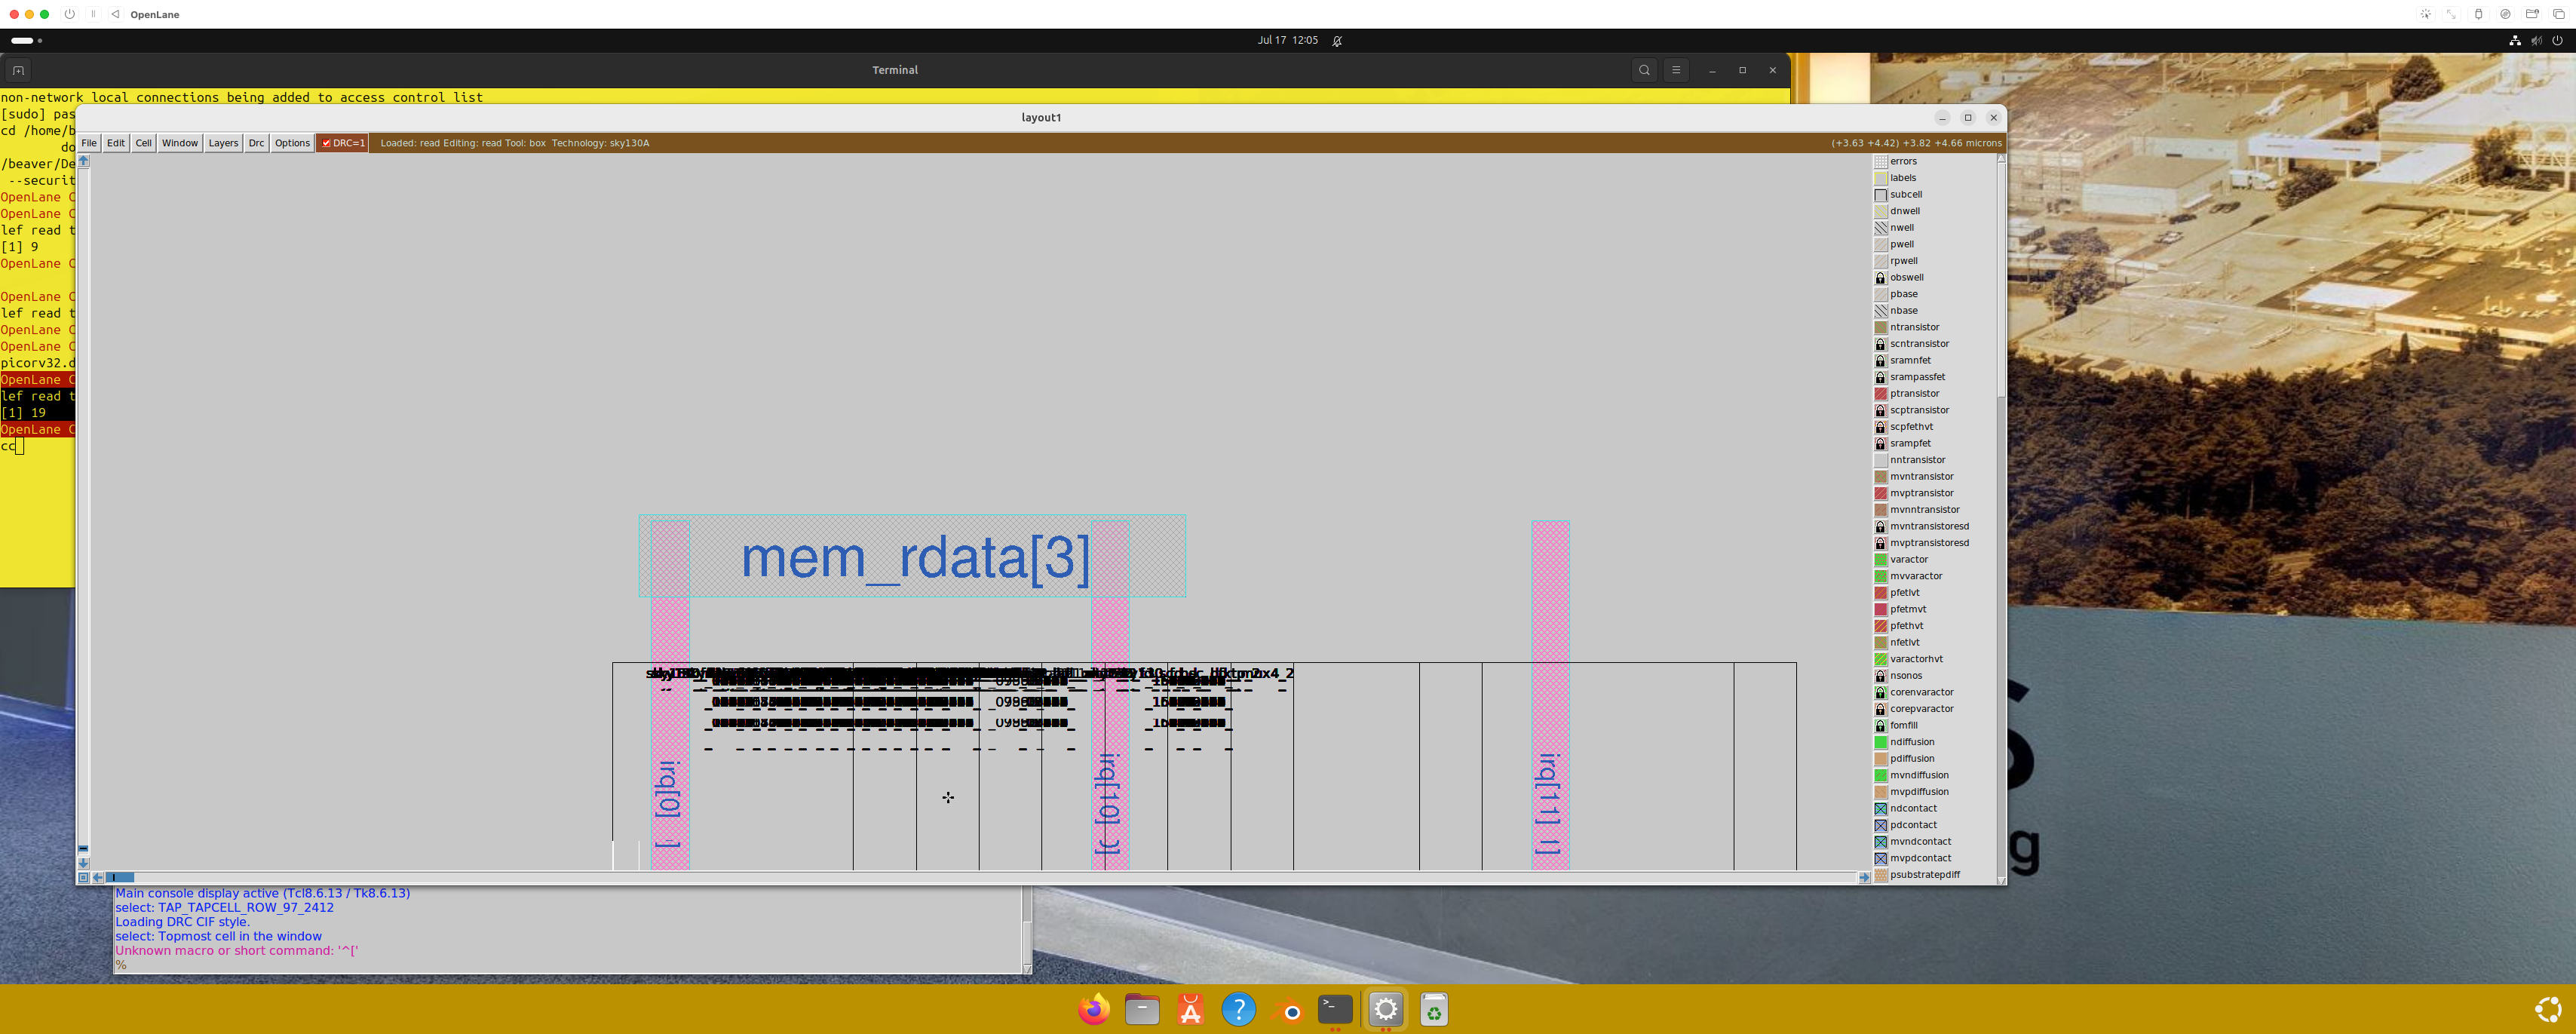 OpenLane
Jul 17 12:05
Terminal
non-network local connections being added to access control list
[sudo] pas
cd /home/b
do
/beaver/De
--securit
OpenLane C
OpenLane C
lef read t
[1] 9
OpenLane C
OpenLane C
lef read t
OpenLane C
OpenLane C
picorv32.d
OpenLane C
lef read t
[1] 19
OpenLane C
cc
layout1
File Edit Cell Window Layers Drc Options DRC=1 Loaded: read Editing: read Tool: box Technology: sky130A (+3.63 +4.42) +3.82 +4.66 microns
mem_rdata[3]
irq[0]
irq[10]
irq[11]
errors
labels
subcell
dnwell
nwell
pwell
rpwell
obswell
pbase
nbase
ntransistor
scntransistor
sramnfet
srampassfet
ptransistor
scptransistor
scpfethvt
srampfet
nntransistor
mvntransistor
mvptransistor
mvnntransistor
mvntransistoresd
mvptransistoresd
varactor
mvvaractor
pfetlvt
pfetmvt
pfethvt
nfetlvt
varactorhvt
nsonos
corenvaractor
corepvaractor
fomfill
ndiffusion
pdiffusion
mvndiffusion
mvpdiffusion
ndcontact
pdcontact
mvndcontact
mvpdcontact
psubstratepdiff
Main console display active (Tcl8.6.13 / Tk8.6.13)
select: TAP_TAPCELL_ROW_97_2412
Loading DRC CIF style.
select: Topmost cell in the window
Unknown macro or short command: '^['
%